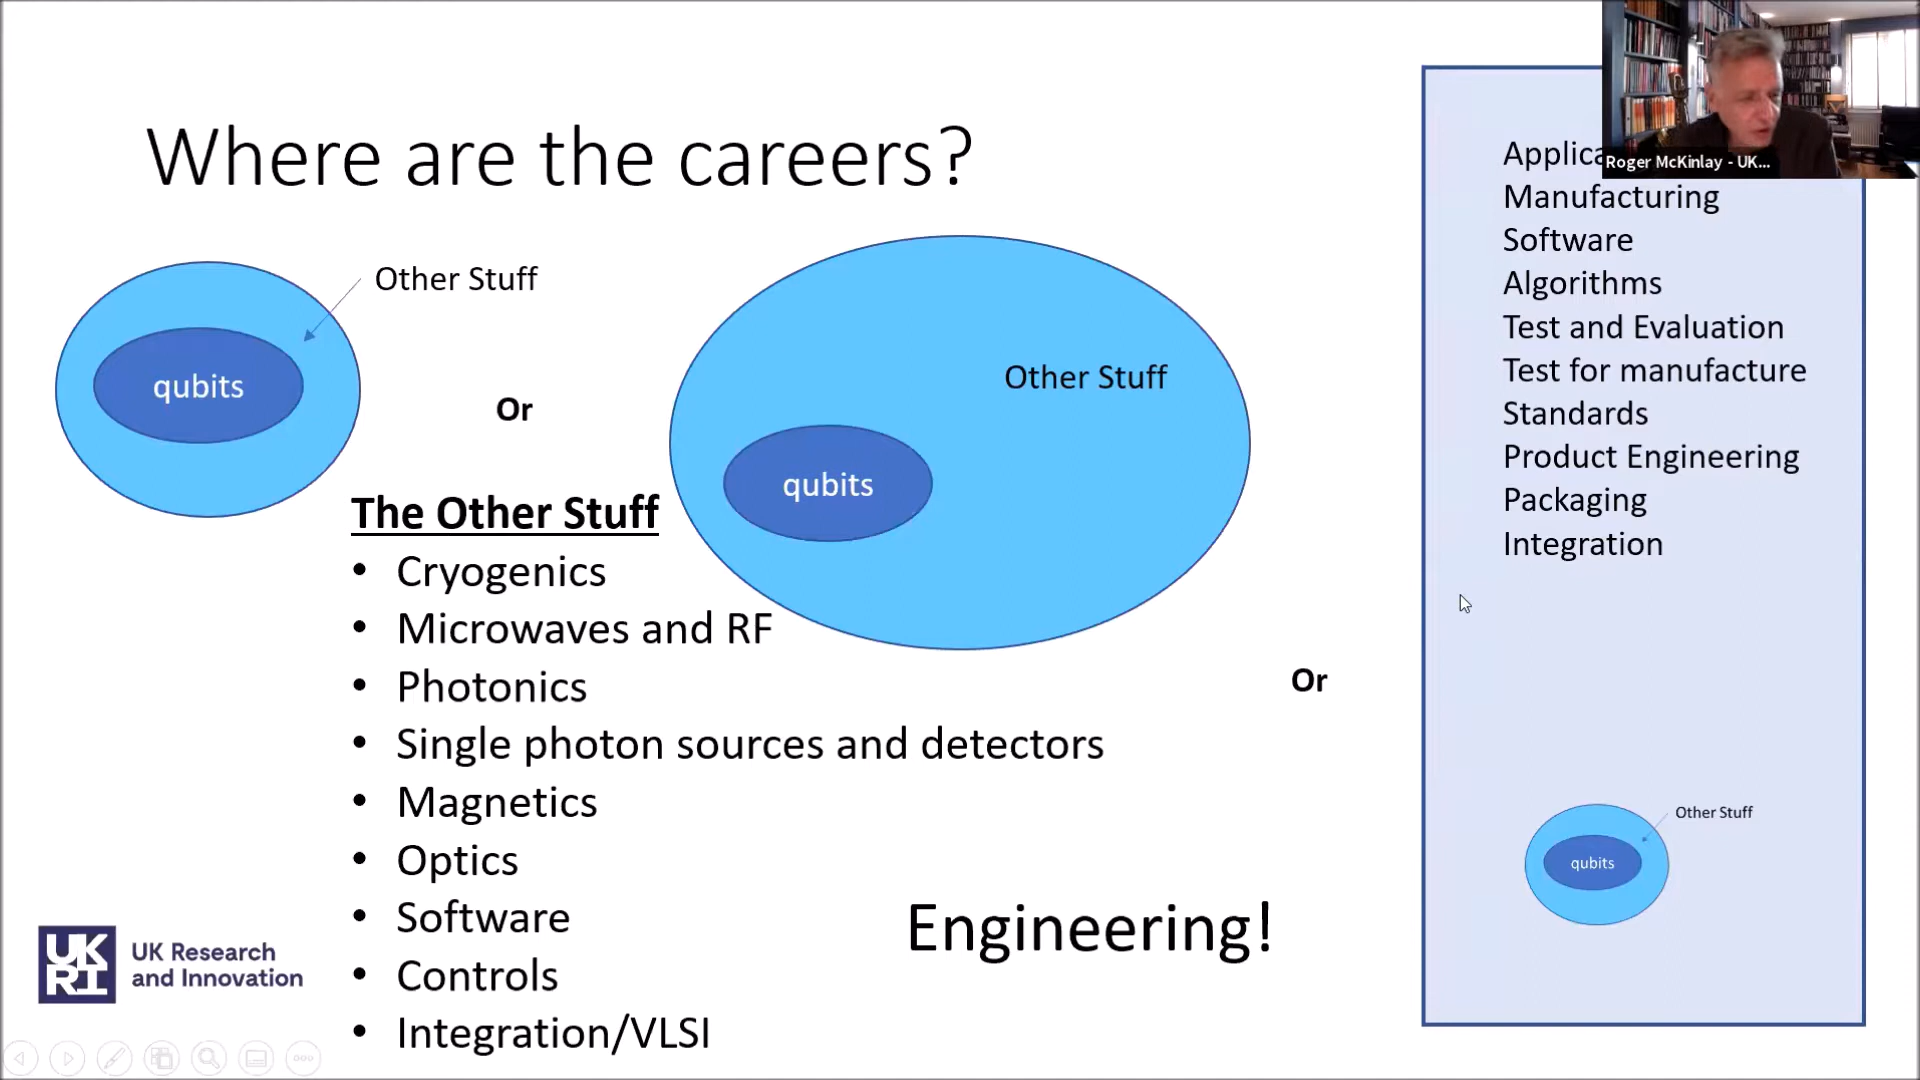 Where are the careers?
Other Stuff
qubits
Or
Other Stuff
qubits
The Other Stuff
• Cryogenics
• Microwaves and RF
• Photonics
• Single photon sources and detectors
• Magnetics
• Optics
• Software
• Controls
• Integration/VLSI
Engineering!
Or
Roger McKinlay - UK...
Manufacturing
Software
Algorithms
Test and Evaluation
Test for manufacture
Standards
Product Engineering
Packaging
Integration
Other Stuff
qubits
UK
RI
UK Research
and Innovation